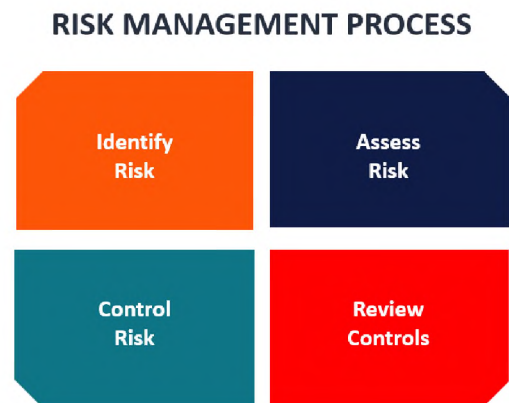 RISK MANAGEMENT PROCESS
Identify
Risk
Assess
Risk
Control
Risk
Review
Controls